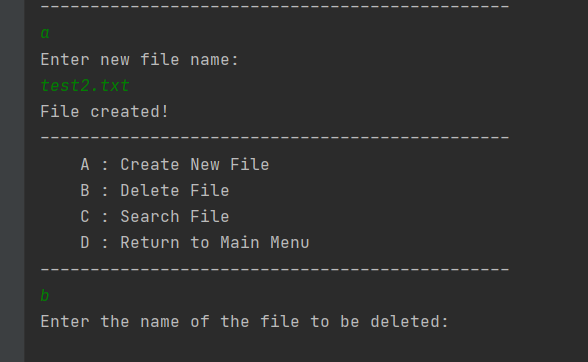 -----------------------------------------------
a
Enter new file name:
test2.txt
File created!
-----------------------------------------------
    A : Create New File
    B : Delete File
    C : Search File
    D : Return to Main Menu
-----------------------------------------------
b
Enter the name of the file to be deleted: